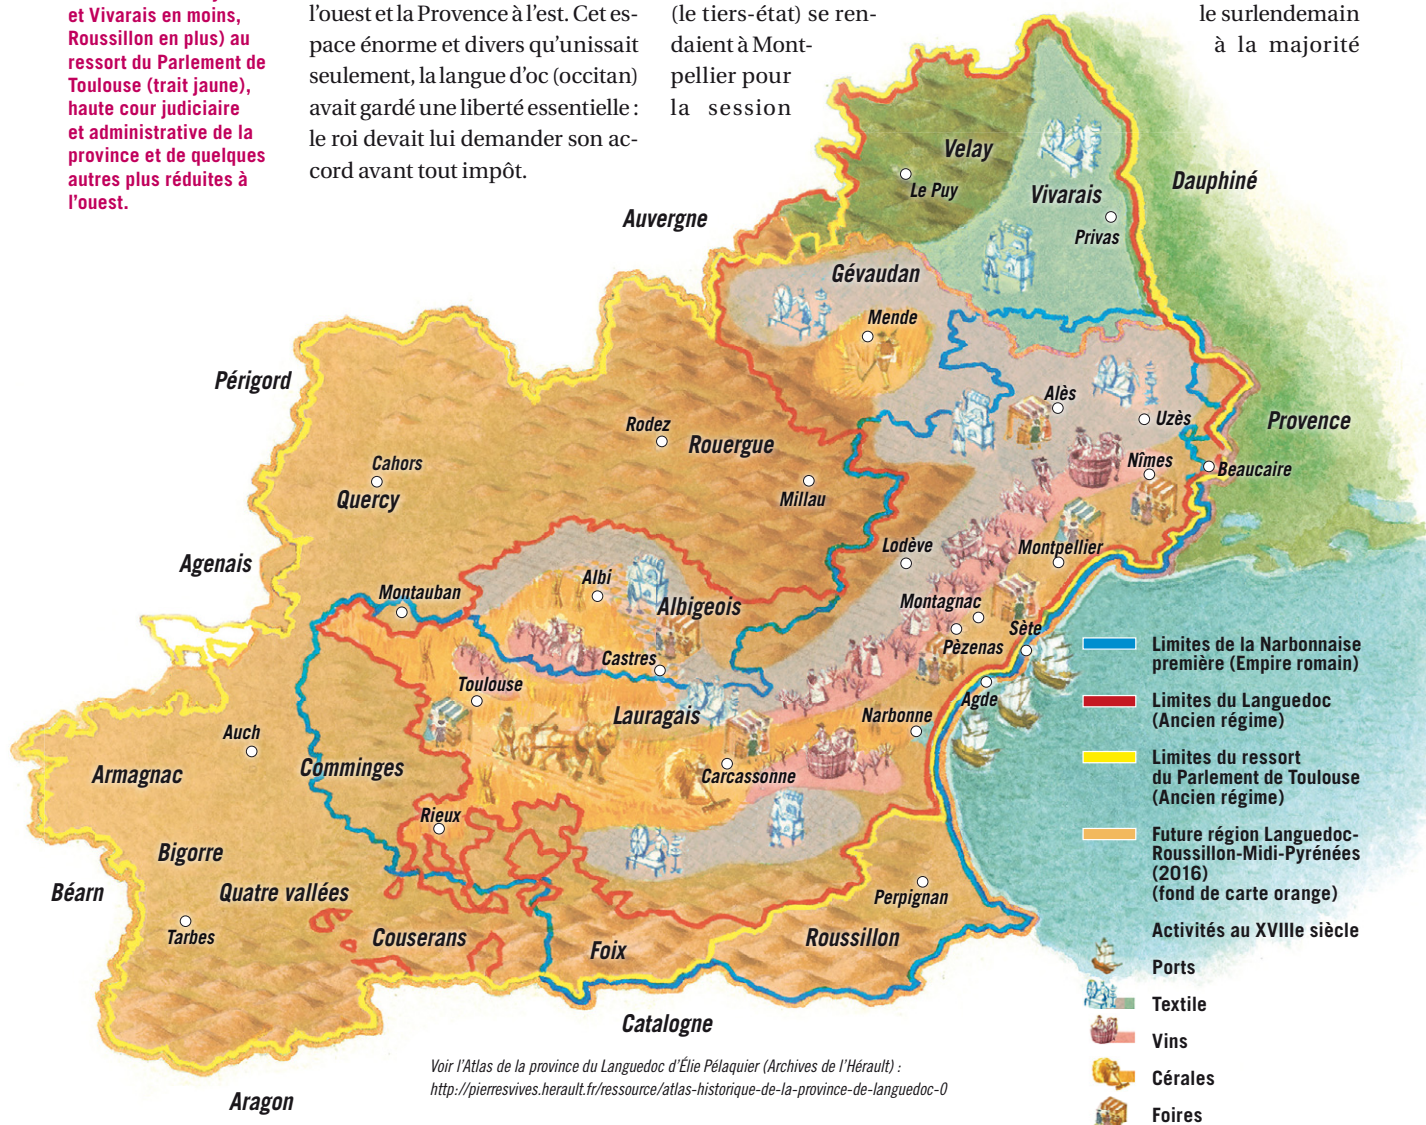 et Vivarais en moins,
Roussillon en plus) au
ressort du Parlement de
Toulouse (trait jaune),
haute cour judiciaire
et administrative de la
province et de quelques
autres plus réduites à
l'ouest.
l'ouest et la Provence à l'est. Cet es-
pace énorme et divers qu'unissait
seulement, la langue d'oc (occitan)
avait gardé une liberté essentielle :
le roi devait lui demander son ac-
cord avant tout impôt.
(le tiers-état) se ren-
daient à Mont-
pellier pour
la session
le surlendemain
à la majorité
Velay
Le Puy
Vivarais
Privas
Dauphiné
Auvergne
Gévaudan
Mende
Périgord
Alès
Uzès
Provence
Rodez
Rouergue
Nîmes
Beaucaire
Cahors
Quercy
Millau
Lodève
Montpellier
Agenais
Montauban
Albi
Albigeois
Montagnac
Pèzenas
Sète
Castres
Toulouse
Lauragais
Narbonne
Agde
Auch
Armagnac
Comminges
Carcassonne
Rieux
Bigorre
Béarn
Quatre vallées
Perpignan
Tarbes
Couserans
Foix
Roussillon
Catalogne
Aragon
Limites de la Narbonnaise
première (Empire romain)
Limites du Languedoc
(Ancien régime)
Limites du ressort
du Parlement de Toulouse
(Ancien régime)
Future région Languedoc-
Roussillon-Midi-Pyrénées
(2016)
(fond de carte orange)
Activités au XVIIIe siècle
Ports
Textile
Vins
Cérales
Foires
Voir l'Atlas de la province du Languedoc d'Élie Pélaquier (Archives de l'Hérault) :
http://pierresvives.herault.fr/ressource/atlas-historique-de-la-province-de-languedoc-0